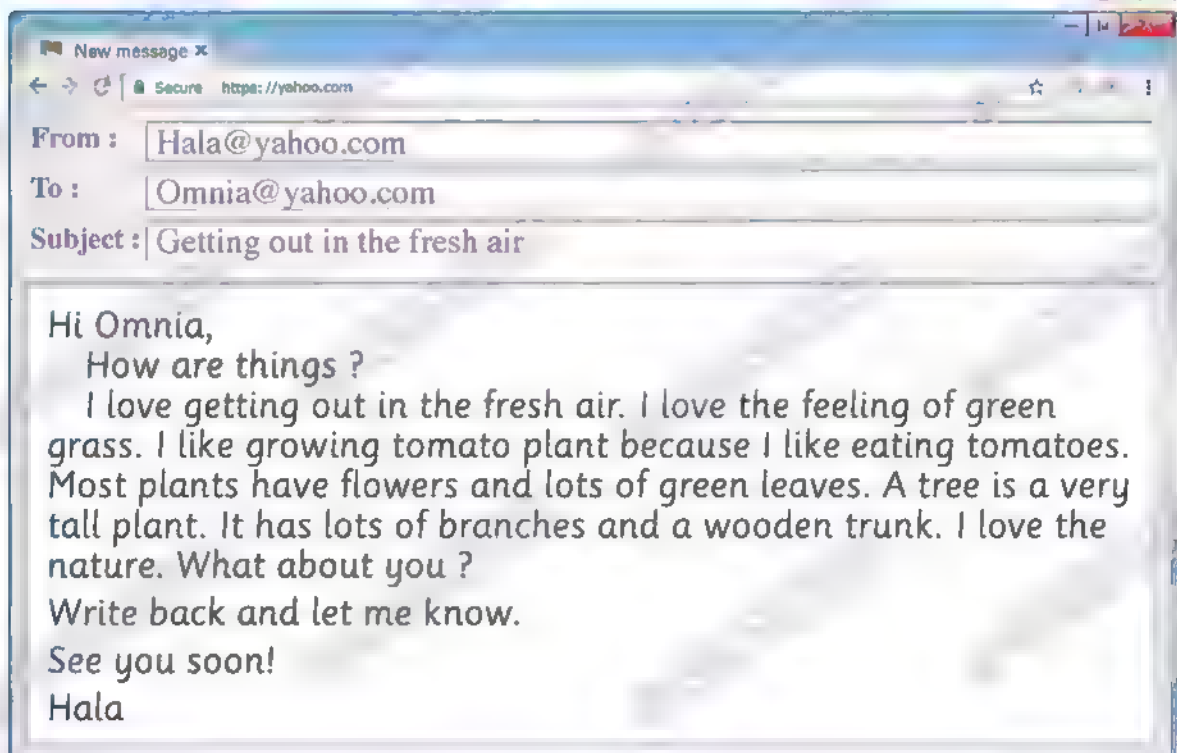 New message ×
Secure https://yahoo.com
From : Hala@yahoo.com
To : Omnia@yahoo.com
Subject : Getting out in the fresh air
Hi Omnia,
How are things ?
I love getting out in the fresh air. I love the feeling of green
grass. I like growing tomato plant because I like eating tomatoes.
Most plants have flowers and lots of green leaves. A tree is a very
tall plant. It has lots of branches and a wooden trunk. I love the
nature. What about you ?
Write back and let me know.
See you soon!
Hala